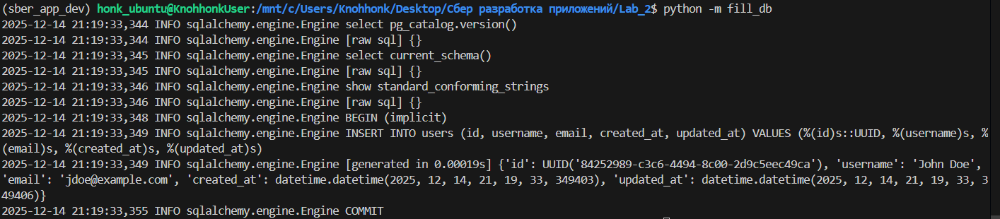 (sber_app_dev) honk_ubuntu@KnohhonkUser:/mnt/c/Users/Knohhonk/Desktop/Сбер разработка приложений/Lab_2$ python -m fill_db
2025-12-14 21:19:33,344 INFO sqlalchemy.engine.Engine select pg_catalog.version()
2025-12-14 21:19:33,344 INFO sqlalchemy.engine.Engine [raw sql] {}
2025-12-14 21:19:33,345 INFO sqlalchemy.engine.Engine select current_schema()
2025-12-14 21:19:33,345 INFO sqlalchemy.engine.Engine [raw sql] {}
2025-12-14 21:19:33,346 INFO sqlalchemy.engine.Engine show standard_conforming_strings
2025-12-14 21:19:33,346 INFO sqlalchemy.engine.Engine [raw sql] {}
2025-12-14 21:19:33,348 INFO sqlalchemy.engine.Engine BEGIN (implicit)
2025-12-14 21:19:33,349 INFO sqlalchemy.engine.Engine INSERT INTO users (id, username, email, created_at, updated_at) VALUES (%(id)s::UUID, %(username)s, %
(email)s, %(created_at)s, %(updated_at)s)
2025-12-14 21:19:33,349 INFO sqlalchemy.engine.Engine [generated in 0.00019s] {'id': UUID('84252989-c3c6-4494-8c00-2d9c5eec49ca'), 'username': 'John Doe',
'email': 'jdoe@example.com', 'created_at': datetime.datetime(2025, 12, 14, 21, 19, 33, 349403), 'updated_at': datetime.datetime(2025, 12, 14, 21, 19, 33, 3
49406)}
2025-12-14 21:19:33,355 INFO sqlalchemy.engine.Engine COMMIT